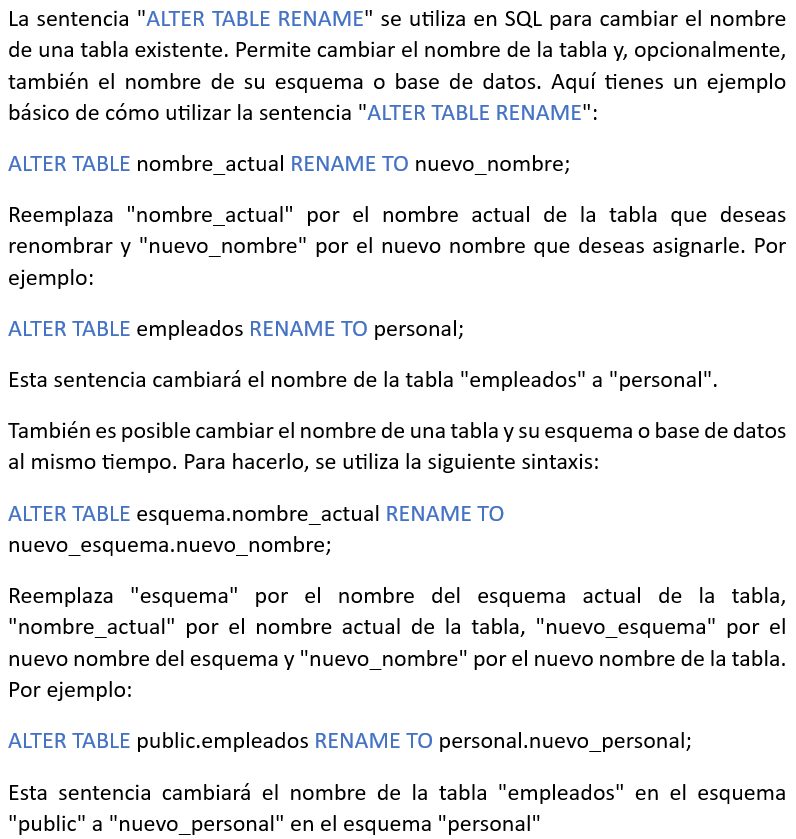 La sentencia "ALTER TABLE RENAME" se utiliza en SQL para cambiar el nombre
de una tabla existente. Permite cambiar el nombre de la tabla y, opcionalmente,
también el nombre de su esquema o base de datos. Aquí tienes un ejemplo
básico de cómo utilizar la sentencia "ALTER TABLE RENAME":
ALTER TABLE nombre_actual RENAME TO nuevo_nombre;
Reemplaza "nombre_actual" por el nombre actual de la tabla que deseas
renombrar y "nuevo_nombre" por el nuevo nombre que deseas asignarle. Por
ejemplo:
ALTER TABLE empleados RENAME TO personal;
Esta sentencia cambiará el nombre de la tabla "empleados" a "personal".
También es posible cambiar el nombre de una tabla y su esquema o base de datos
al mismo tiempo. Para hacerlo, se utiliza la siguiente sintaxis:
ALTER TABLE esquema.nombre_actual RENAME TO
nuevo_esquema.nuevo_nombre;
Reemplaza "esquema" por el nombre del esquema actual de la tabla,
"nombre_actual" por el nombre actual de la tabla, "nuevo_esquema" por el
nuevo nombre del esquema y "nuevo_nombre" por el nuevo nombre de la tabla.
Por ejemplo:
ALTER TABLE public.empleados RENAME TO personal.nuevo_personal;
Esta sentencia cambiará el nombre de la tabla "empleados" en el esquema
"public" a "nuevo_personal" en el esquema "personal"